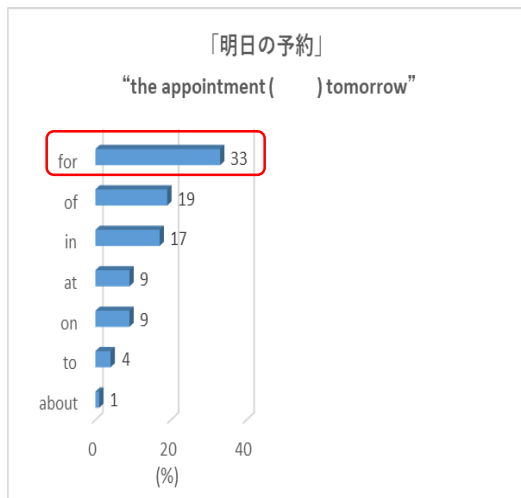 「明日の予約」
“the appointment (      ) tomorrow”
for 33
of 19
in 17
at 9
on 9
to 4
about 1
0 20 40
(%)